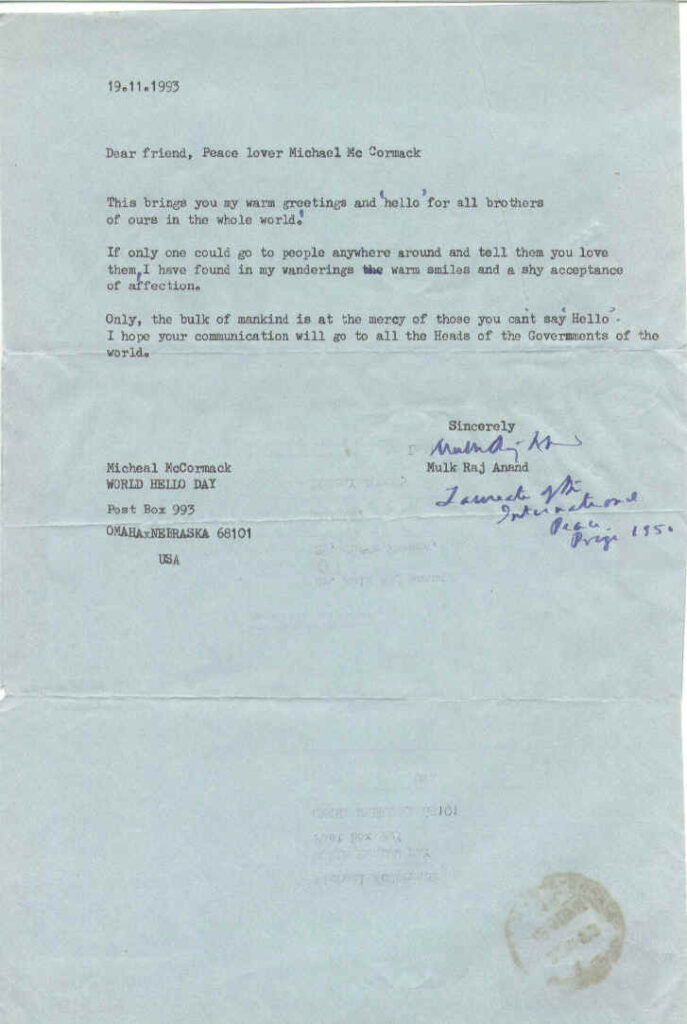 19.11.1993
Dear friend, Peace lover Michael Mc Cormack
This brings you my warm greetings and 'hello' for all brothers
of ours in the whole world.'
If only one could go to people anywhere around and tell them you love
them, I have found in my wanderings the warm smiles and a shy acceptance
of affection.
Only, the bulk of mankind is at the mercy of those you can't say 'Hello'.
I hope your communication will go to all the Heads of the Governments of the
world.
Sincerely
Mulk Raj Anand
Laureate of the
International
Peace
Prize 1950
Micheal McCormack
WORLD HELLO DAY
Post Box 993
OMAHAxNEBRASKA 68101
USA